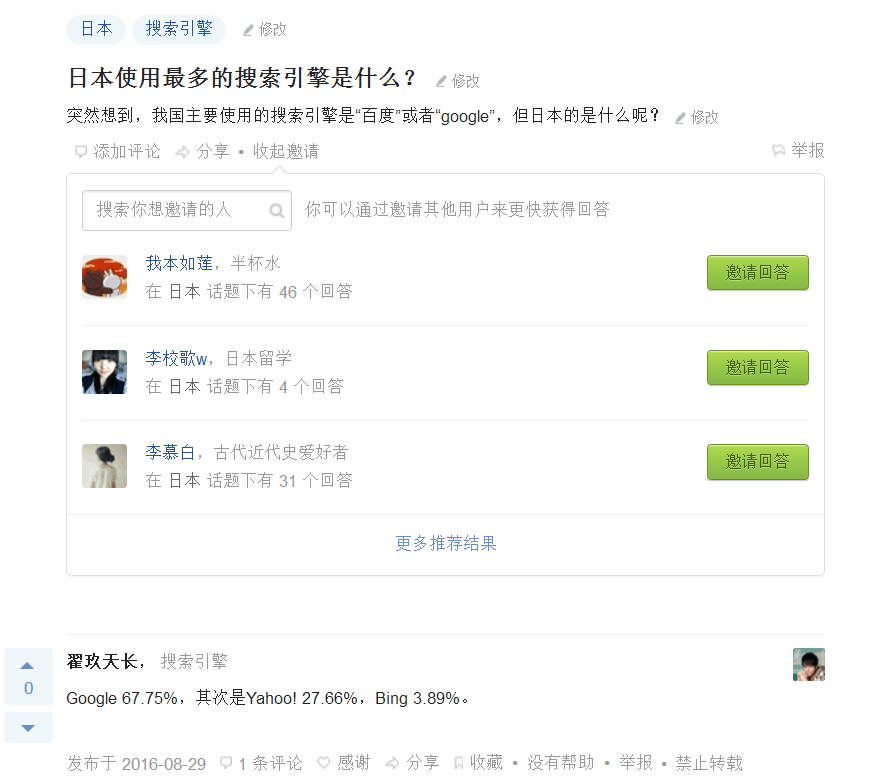 日本 搜索引擎 修改
日本使用最多的搜索引擎是什么？ 修改
突然想到，我国主要使用的搜索引擎是“百度”或者“google”，但日本的是什么呢？ 修改
添加评论 分享 • 收起邀请 举报
搜索你想邀请的人 你可以通过邀请其他用户来更快获得回答
我本如莲，半杯水
在 日本 话题下有 46 个回答 邀请回答
李校歌w，日本留学
在 日本 话题下有 4 个回答 邀请回答
李慕白，古代近代史爱好者
在 日本 话题下有 31 个回答 邀请回答
更多推荐结果
翟玖天长，搜索引擎
0
Google 67.75%，其次是Yahoo! 27.66%，Bing 3.89%。
发布于 2016-08-29 1 条评论 感谢 分享 收藏 • 没有帮助 • 举报 • 禁止转载